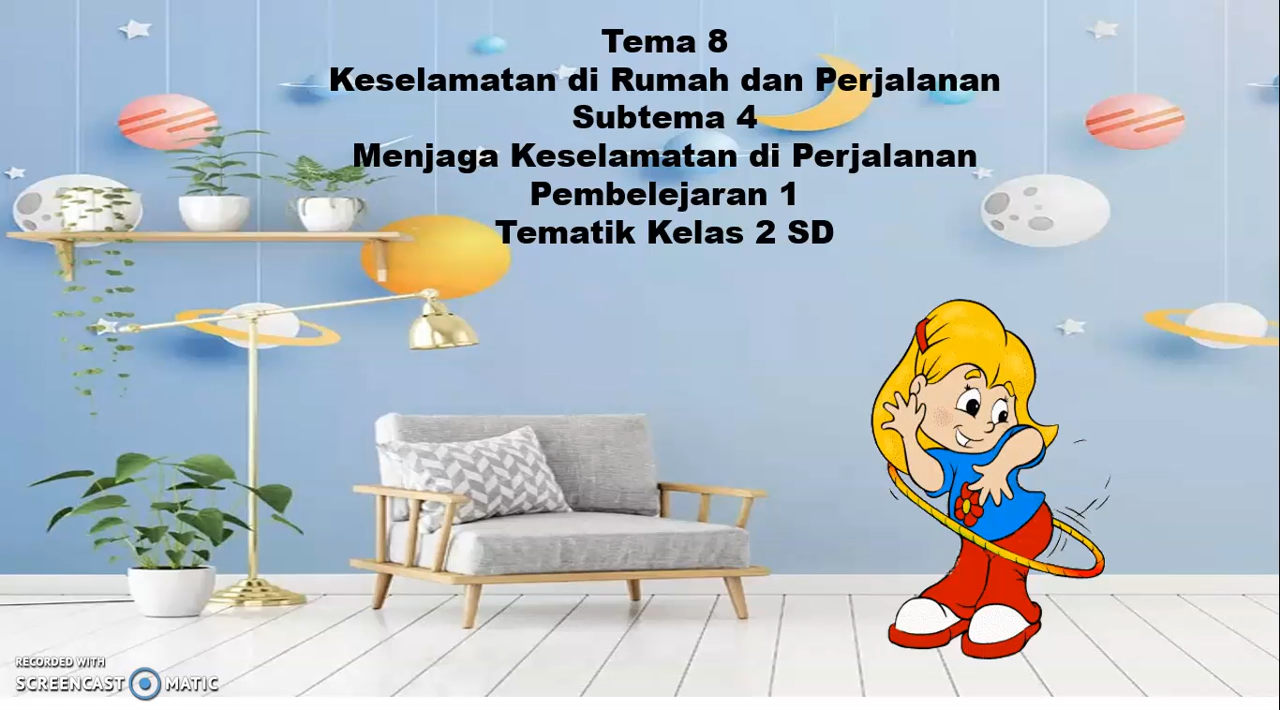 Tema 8
Keselamatan di Rumah dan Perjalanan
Subtema 4
Menjaga Keselamatan di Perjalanan
Pembelejaran 1
Tematik Kelas 2 SD
RECORDED WITH
SCREENCAST MATIC